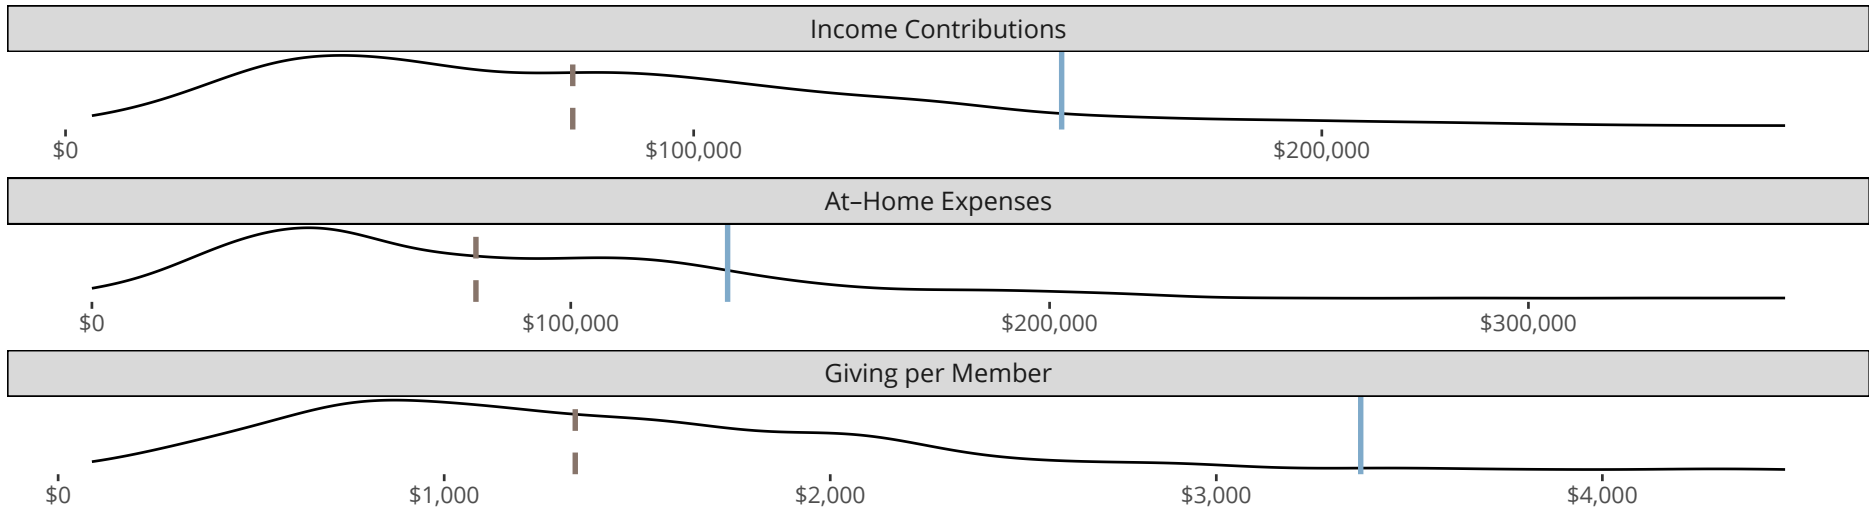 Income Contributions
$0 $100,000 $200,000
At–Home Expenses
$0 $100,000 $200,000 $300,000
Giving per Member
$0 $1,000 $2,000 $3,000 $4,000